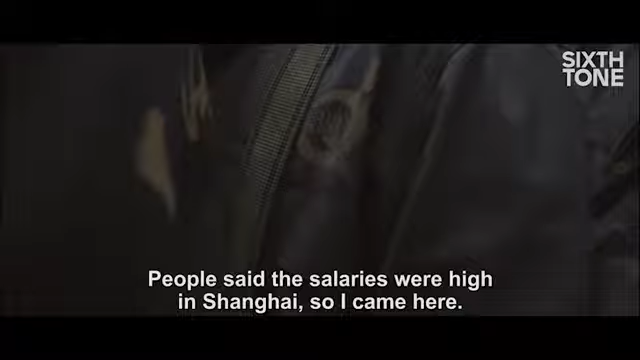 SIXTH
TONE
People said the salaries were high
in Shanghai, so I came here.